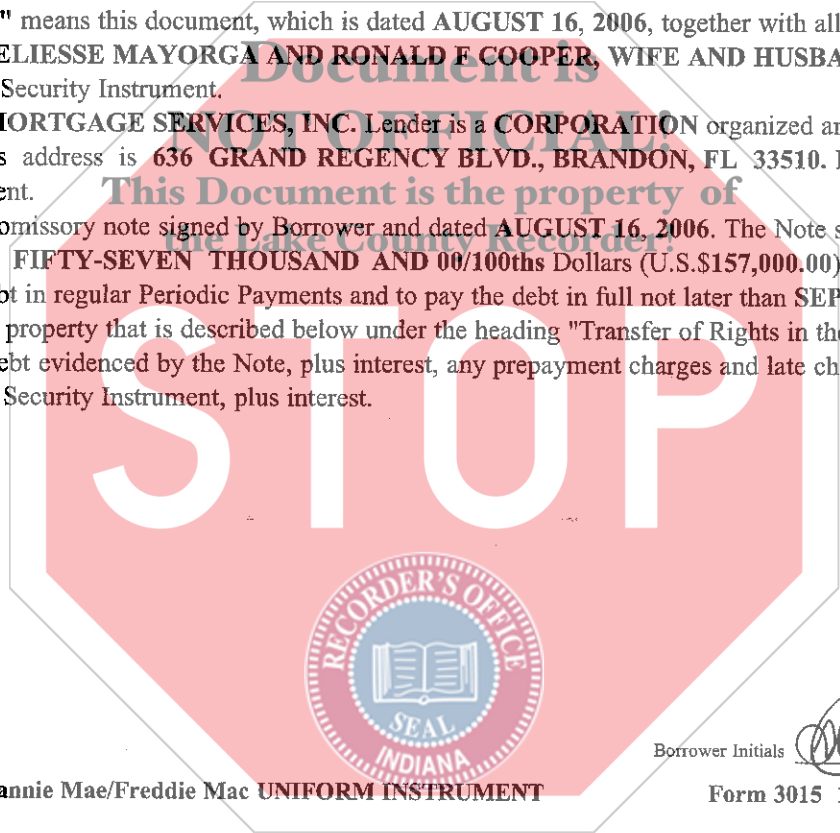 " means this document, which is dated AUGUST 16, 2006, together with all
ELIESSE MAYORGA AND RONALD F COOPER, WIFE AND HUSBA
Document is
Security Instrument.
NOT OFFICIAL!
MORTGAGE SERVICES, INC. Lender is a CORPORATION organized an
s address is 636 GRAND REGENCY BLVD., BRANDON, FL 33510.
ent.
This Document is the property of
omissory note signed by Borrower and dated AUGUST 16, 2006. The Note s
the Lake County Recorder!
FIFTY-SEVEN THOUSAND AND 00/100ths Dollars (U.S.$157,000.00)
bt in regular Periodic Payments and to pay the debt in full not later than SEP
property that is described below under the heading "Transfer of Rights in the
ebt evidenced by the Note, plus interest, any prepayment charges and late ch
Security Instrument, plus interest.
STOP
RECORDER'S OFFICE
SEAL
INDIANA
Borrower Initials
annie Mae/Freddie Mac UNIFORM INSTRUMENT
Form 3015